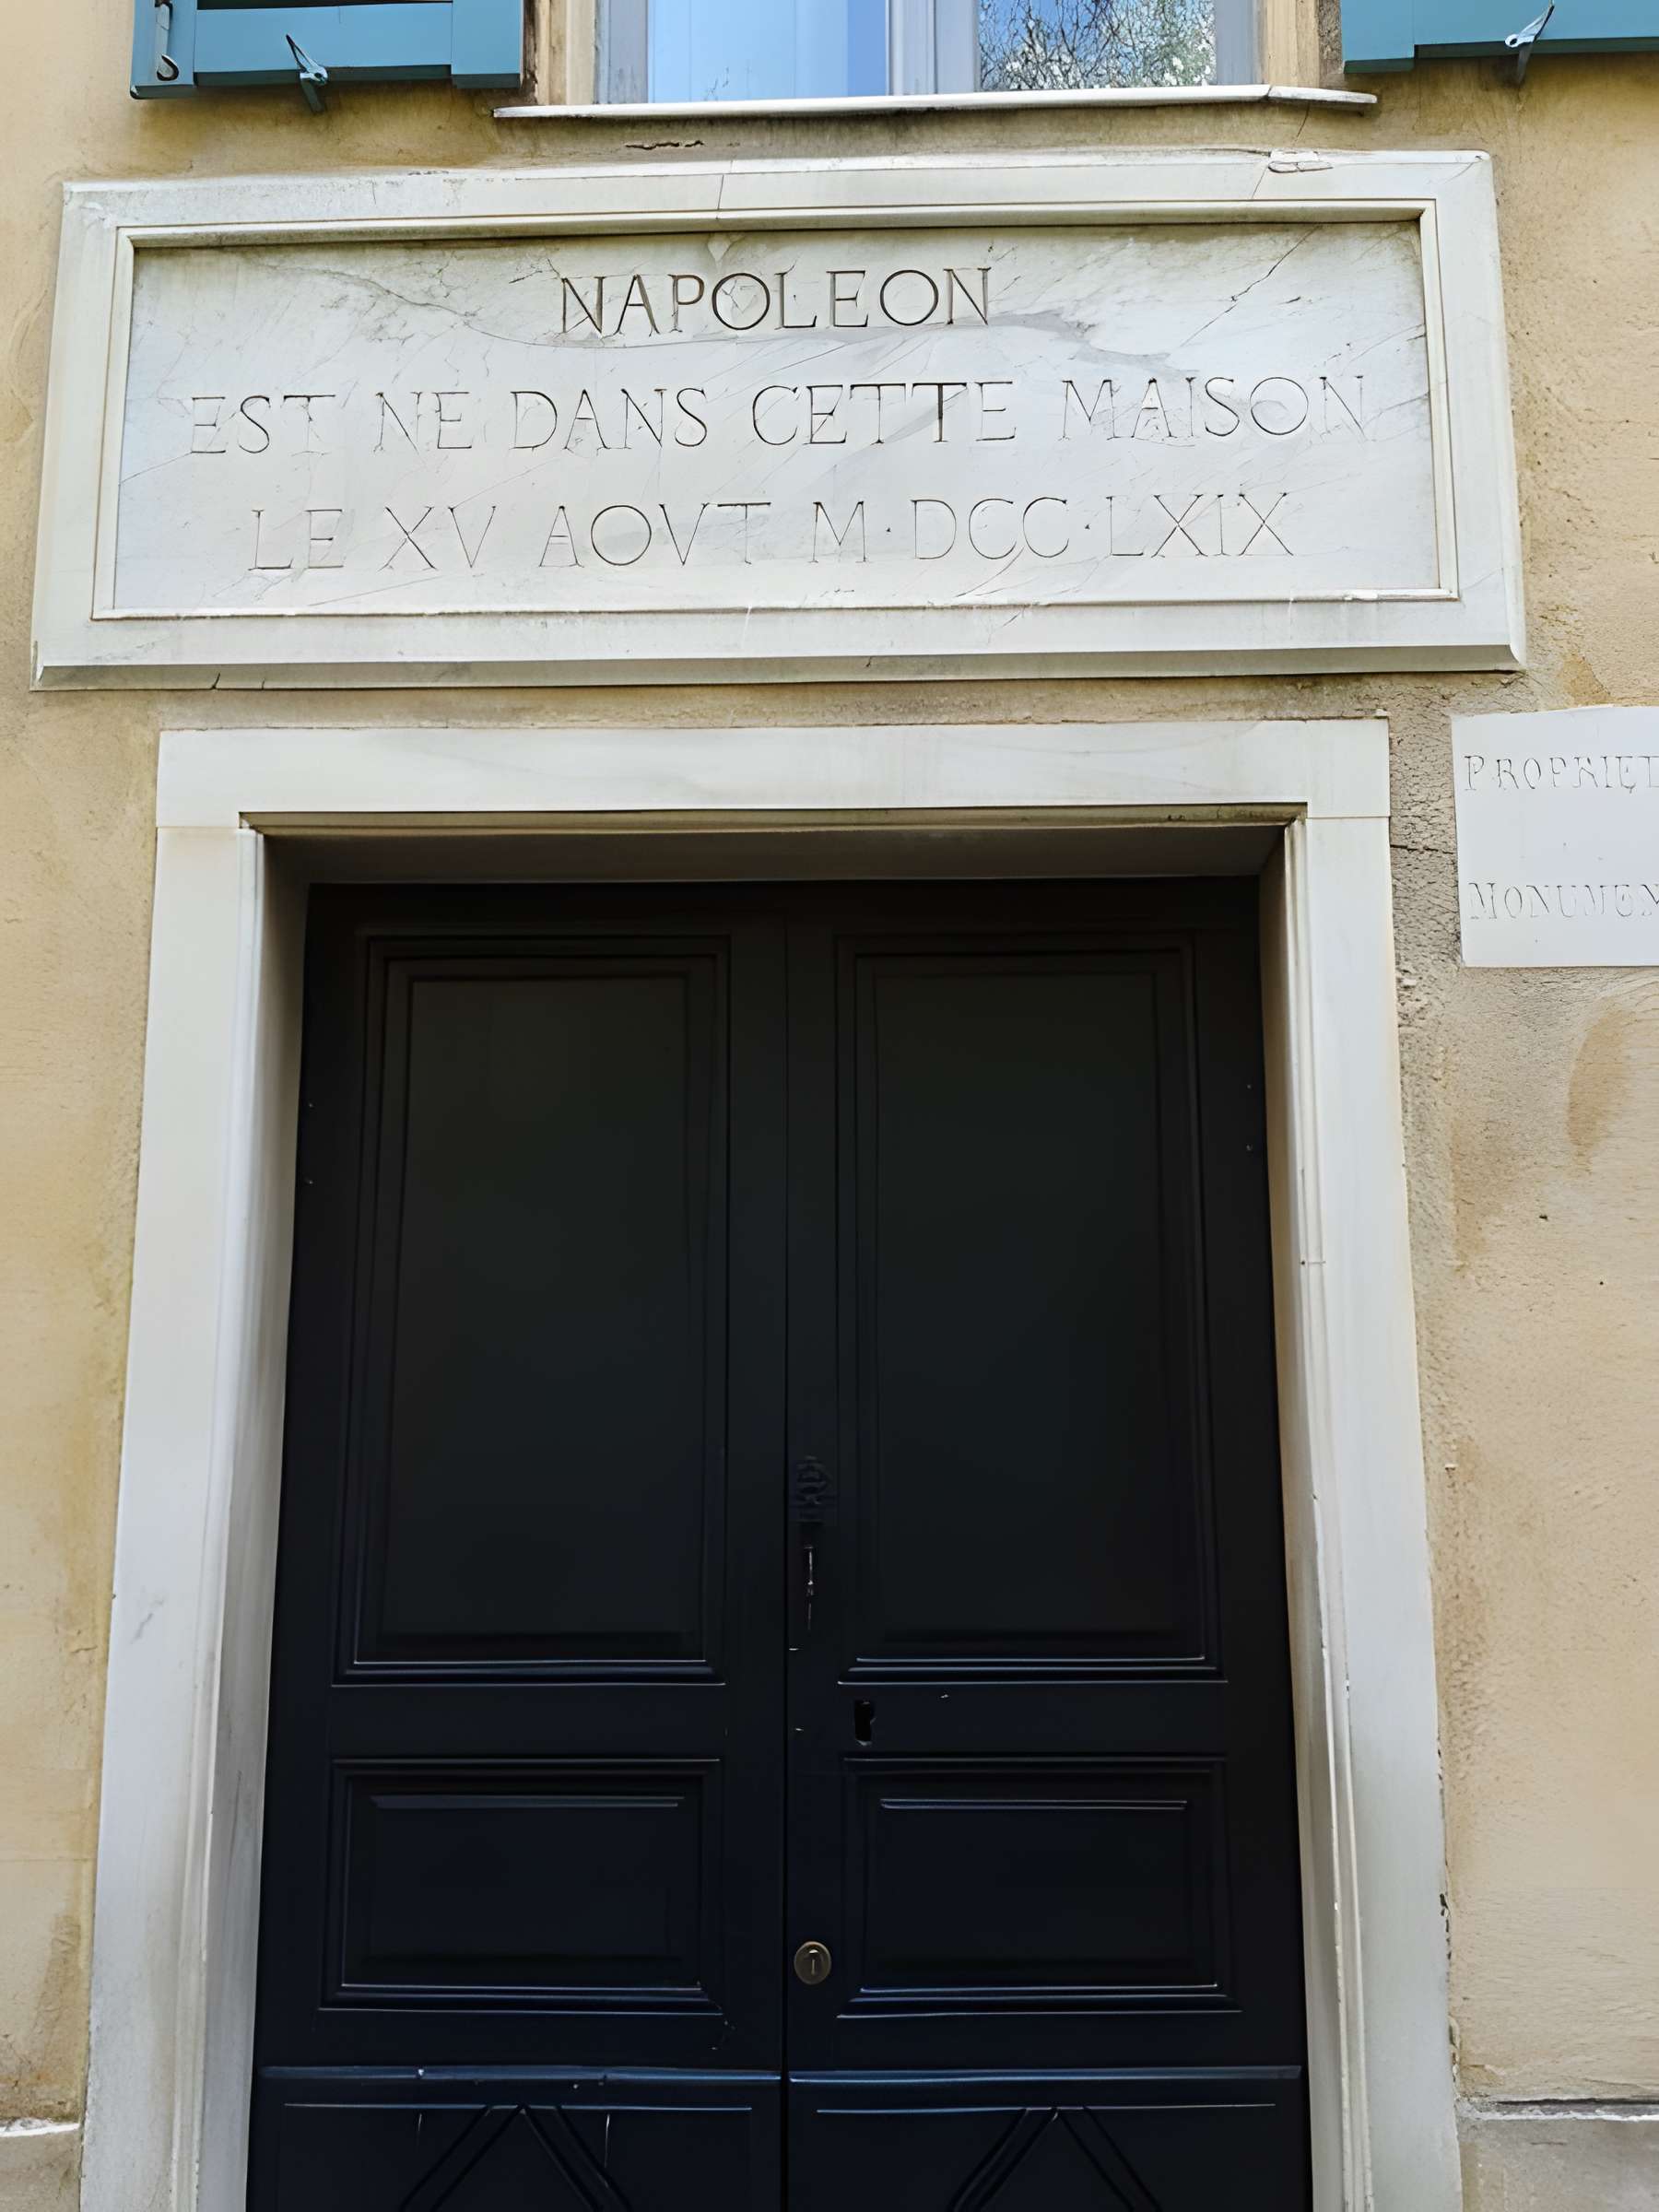 NAPOLEON
EST NE DANS CETTE MAISON
LE XV AOVT M·DCC·LXIX